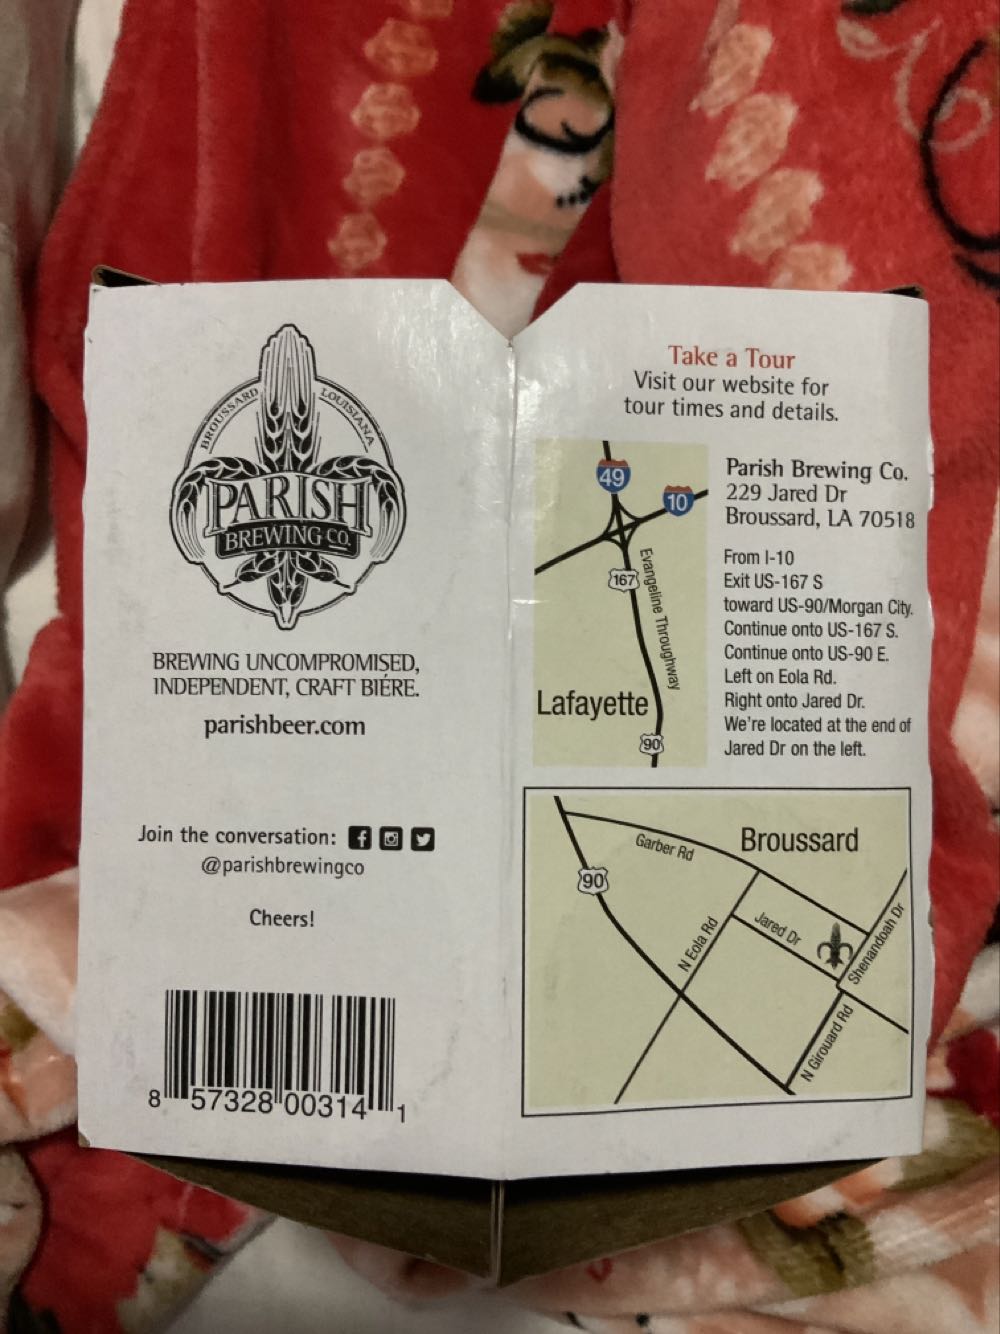 BROUSSARD LOUISIANA
PARISH
BREWING CO.
BREWING UNCOMPROMISED,
INDEPENDENT, CRAFT BIÉRE.
parishbeer.com
Join the conversation:
@parishbrewingco
Cheers!
8 57328 00314 1
Take a Tour
Visit our website for
tour times and details.
49
10
167
Evangeline Throughway
Lafayette
90
Parish Brewing Co.
229 Jared Dr
Broussard, LA 70518
From I-10
Exit US-167 S
toward US-90/Morgan City.
Continue onto US-167 S.
Continue onto US-90 E.
Left on Eola Rd.
Right onto Jared Dr.
We're located at the end of
Jared Dr on the left.
Garber Rd
Broussard
90
N Eola Rd
Jared Dr
Shenandoah Dr
N Girouard Rd